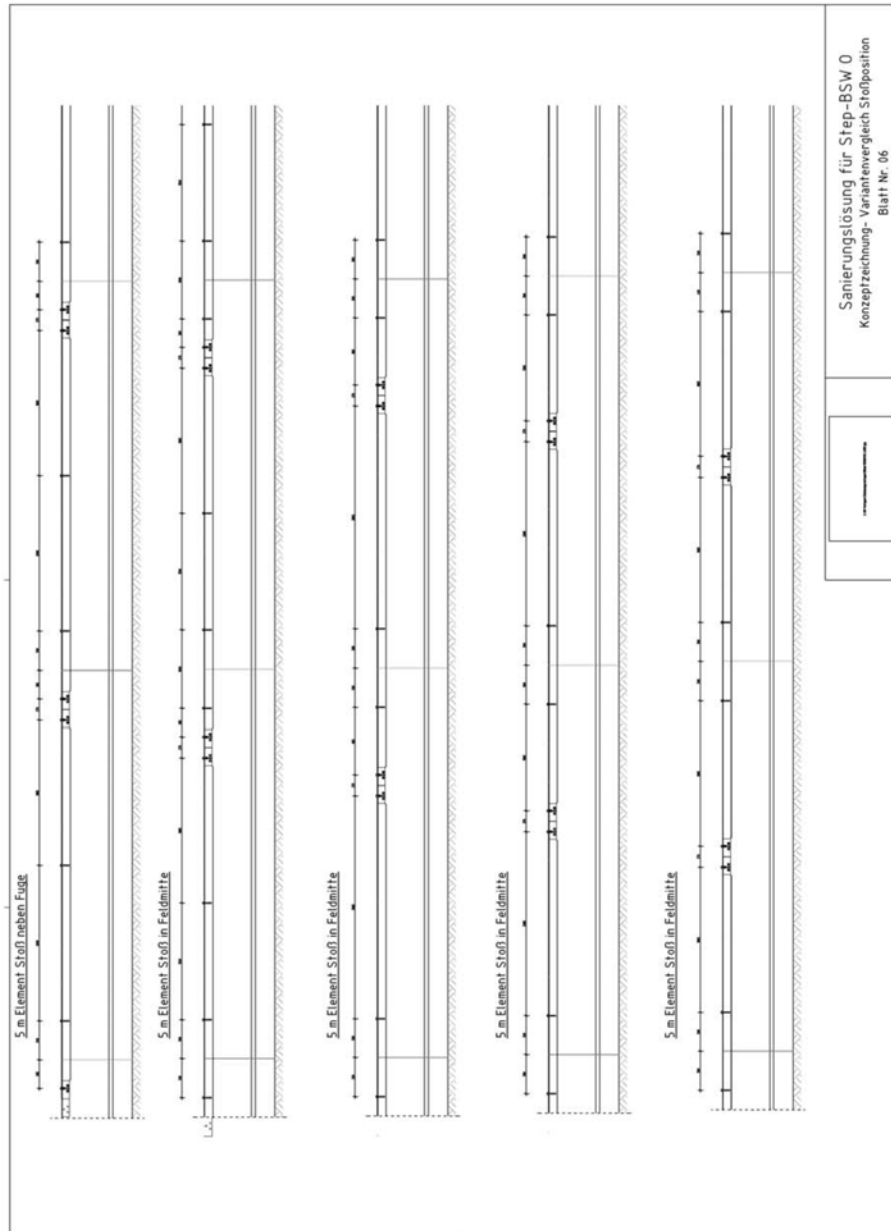 5 m Element Stoß neben Fuge
5 m Element Stoß in Feldmitte
5 m Element Stoß in Feldmitte
5 m Element Stoß in Feldmitte
5 m Element Stoß in Feldmitte
Sanierungslösung für Step-BSW 0
Konzeptzeichnung- Variantenvergleich Stoßposition
Blatt Nr. 06